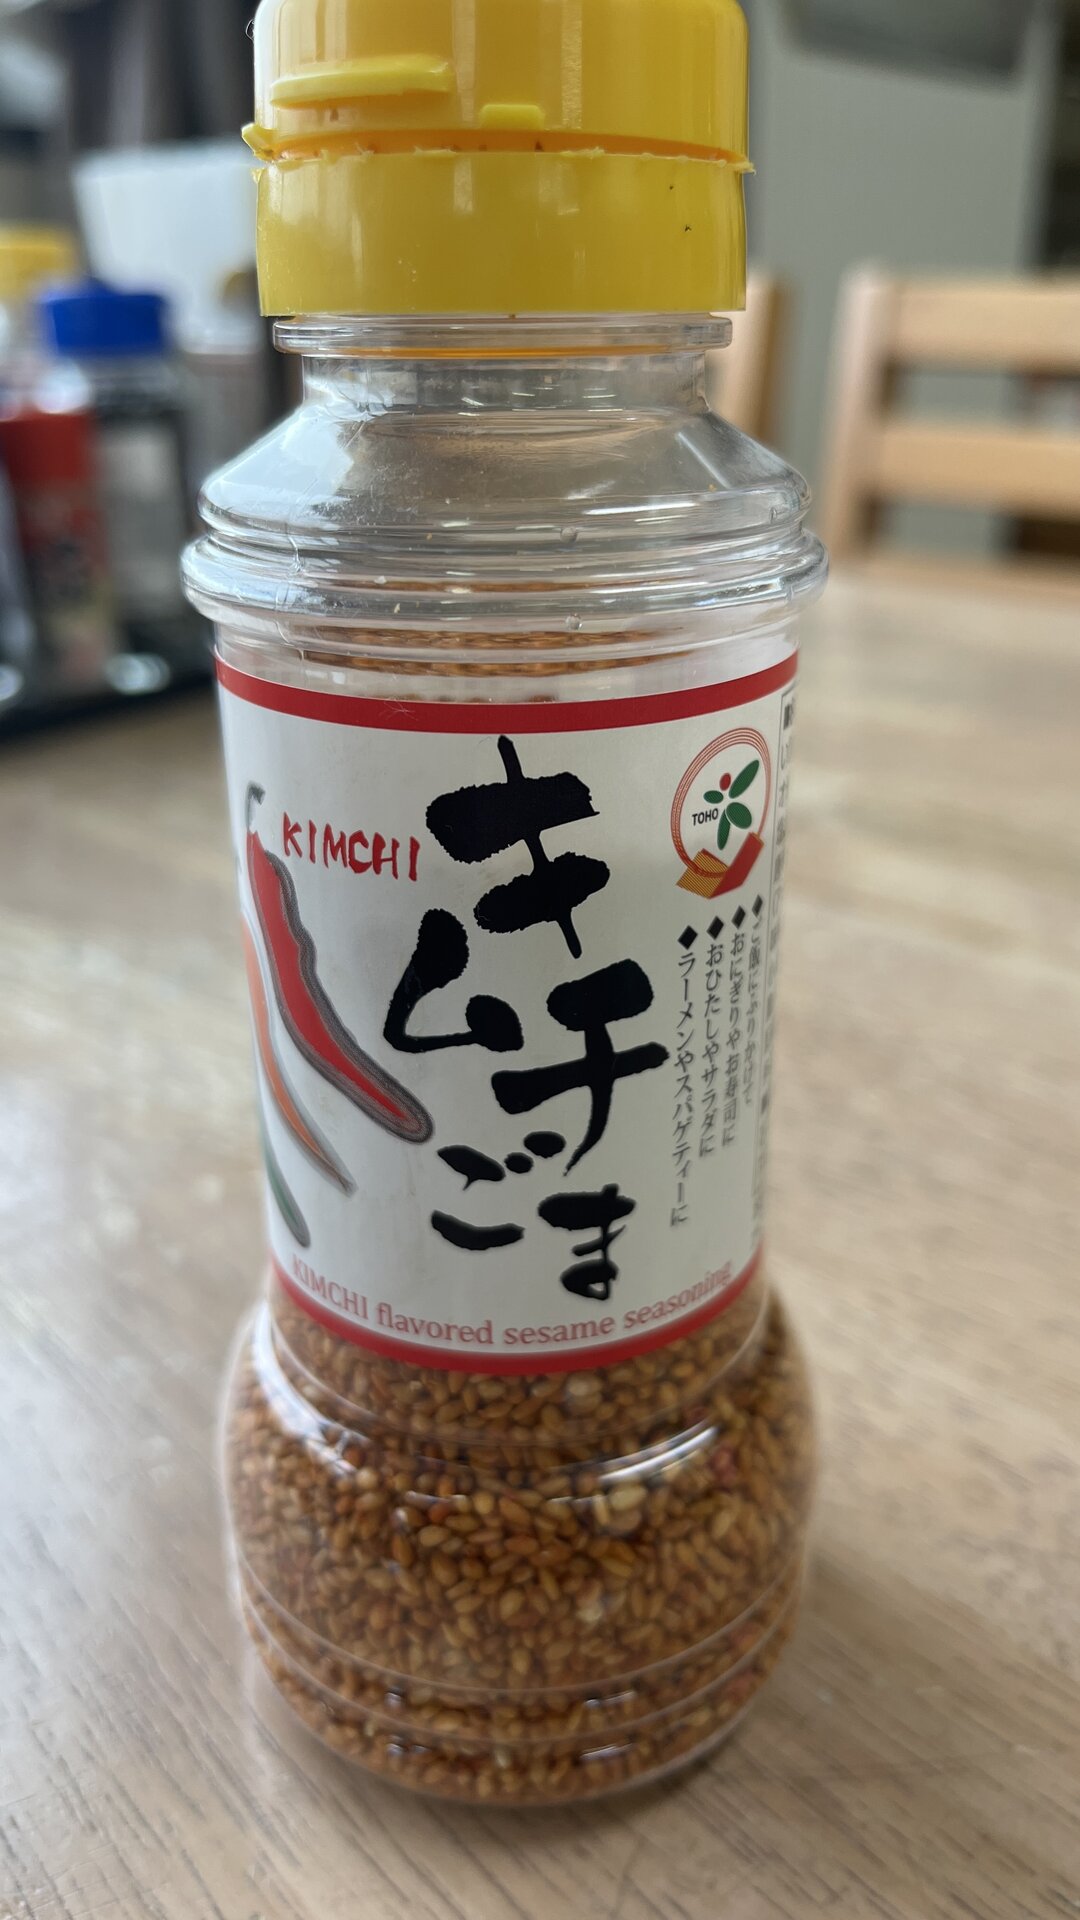 KIMCHI
キムチ
ごま
TOHO
◆ご飯にふりかけて
◆おにぎりやお寿司に
◆おひたしやサラダに
◆ラーメンやスパゲティーに
KIMCHI flavored sesame seasoning